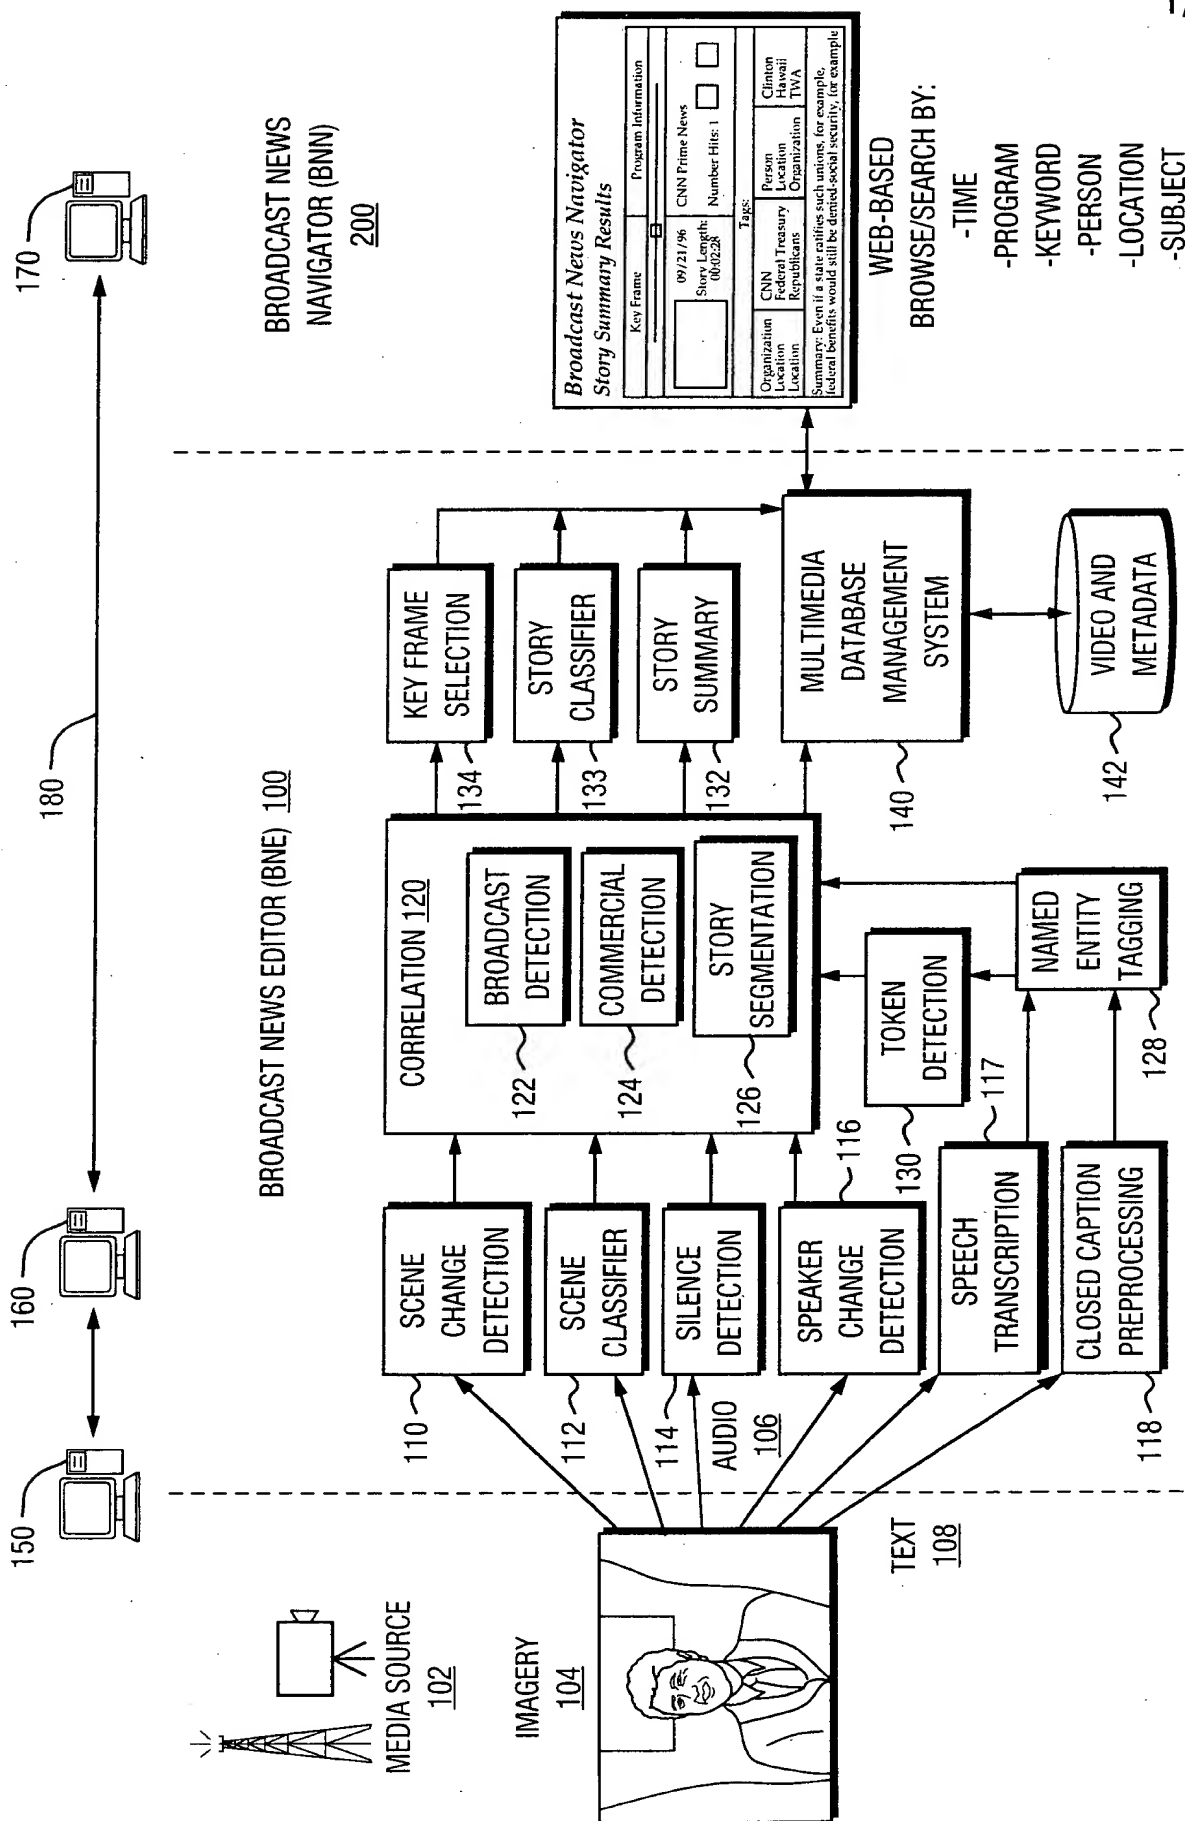 150
160
180
170
MEDIA SOURCE
102
BROADCAST NEWS EDITOR (BNE) 100
BROADCAST NEWS
NAVIGATOR (BNN)
200
IMAGERY
104
AUDIO
106
TEXT
108
110
SCENE
CHANGE
DETECTION
112
SCENE
CLASSIFIER
114
SILENCE
DETECTION
116
SPEAKER
CHANGE
DETECTION
117
SPEECH
TRANSCRIPTION
118
CLOSED CAPTION
PREPROCESSING
CORRELATION 120
122
BROADCAST
DETECTION
124
COMMERCIAL
DETECTION
126
STORY
SEGMENTATION
130
TOKEN
DETECTION
128
NAMED
ENTITY
TAGGING
134
KEY FRAME
SELECTION
133
STORY
CLASSIFIER
132
STORY
SUMMARY
140
MULTIMEDIA
DATABASE
MANAGEMENT
SYSTEM
142
VIDEO AND
METADATA
Broadcast News Navigator
Story Summary Results
Key Frame
Program Information
09/21/96
CNN Prime News
Story Length:
00:02:28
Number Hits: 1
Tags:
Organization
Location
Location
CNN
Federal Treasury
Republicans
Person
Location
Organization
Clinton
Hawaii
TWA
Summary: Even if a state ratifies such unions, for example,
federal benefits would still be denied-social security, for example
WEB-BASED
BROWSE/SEARCH BY:
-TIME
-PROGRAM
-KEYWORD
-PERSON
-LOCATION
-SUBJECT